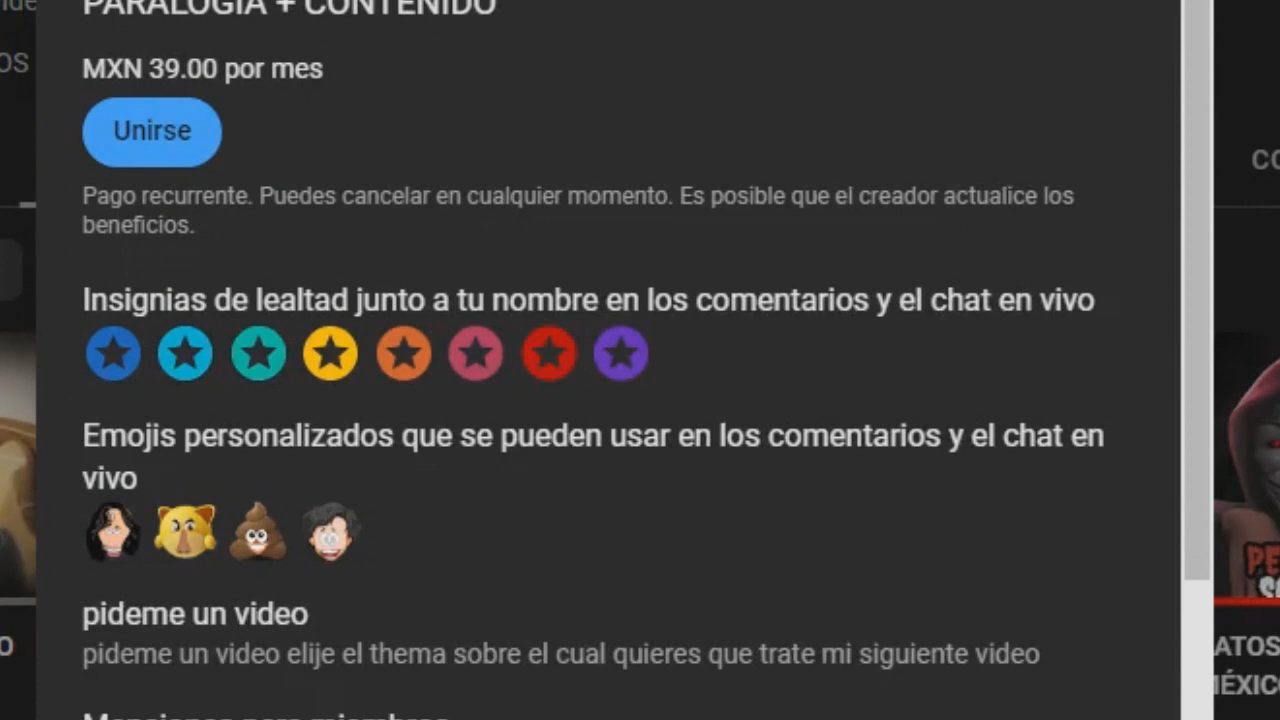 PARALOGIA + CONTENIDO
MXN 39.00 por mes
Unirse
Pago recurrente. Puedes cancelar en cualquier momento. Es posible que el creador actualice los
beneficios.
Insignias de lealtad junto a tu nombre en los comentarios y el chat en vivo
Emojis personalizados que se pueden usar en los comentarios y el chat en
vivo
pideme un video
pideme un video elije el thema sobre el cual quieres que trate mi siguiente video